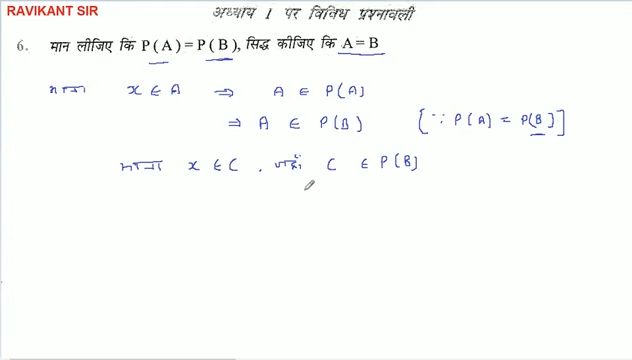 RAVIKANT SIR
अध्याय 1 पर विविध प्रश्नावली
6. मान लीजिए कि P ( A ) = P ( B ), सिद्ध कीजिए कि A = B
माना x ∈ A ⇒ A ∈ P(A)
⇒ A ∈ P(B) [∵ P(A) = P(B)]
माना x ∈ C , जहाँ C ∈ P(B)